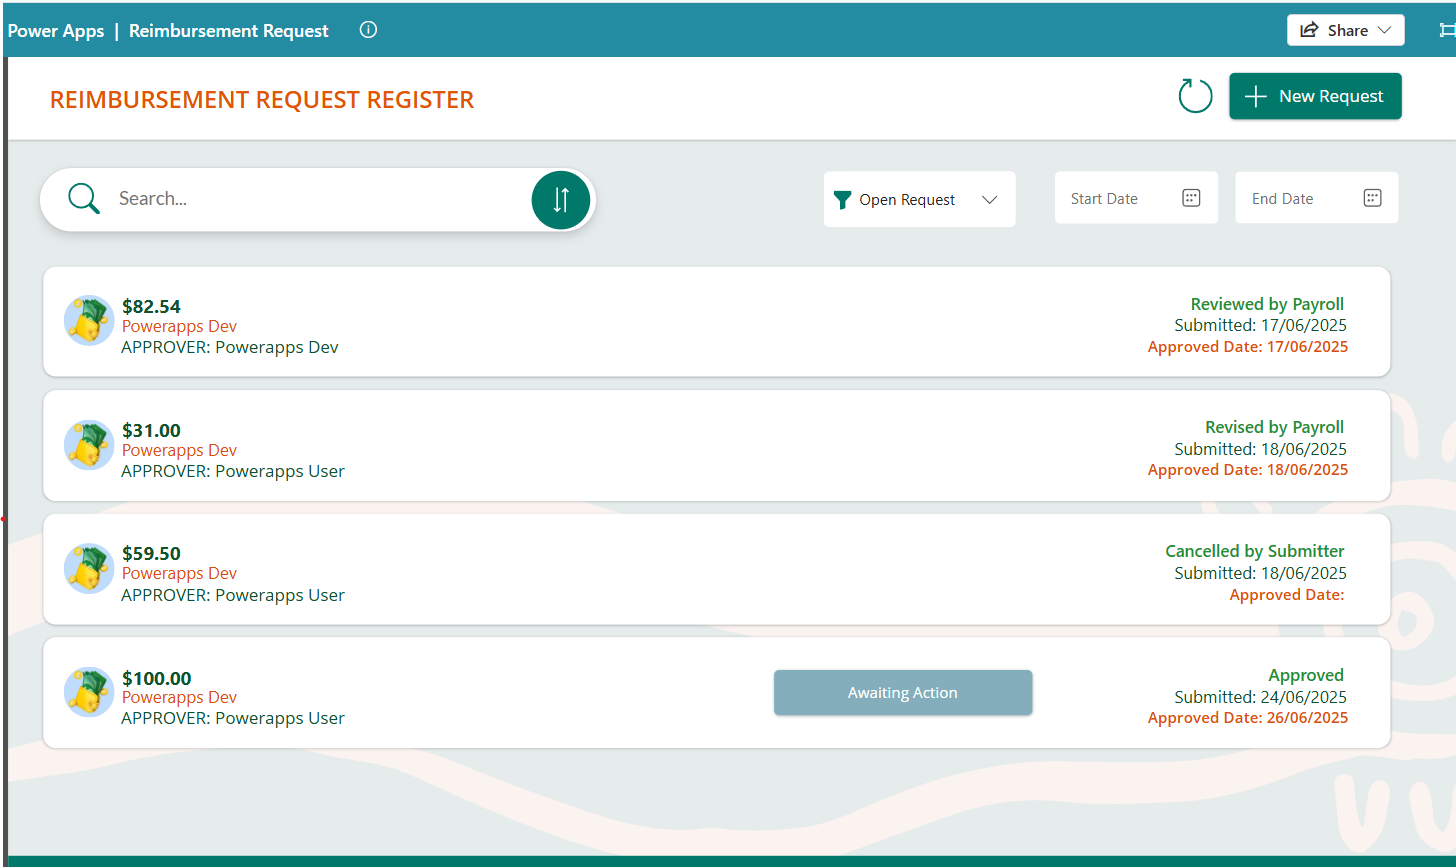 Power Apps | Reimbursement Request
Share
REIMBURSEMENT REQUEST REGISTER
New Request
Search...
Open Request
Start Date
End Date
$82.54
Powerapps Dev
APPROVER: Powerapps Dev
Reviewed by Payroll
Submitted: 17/06/2025
Approved Date: 17/06/2025
$31.00
Powerapps Dev
APPROVER: Powerapps User
Revised by Payroll
Submitted: 18/06/2025
Approved Date: 18/06/2025
$59.50
Powerapps Dev
APPROVER: Powerapps User
Cancelled by Submitter
Submitted: 18/06/2025
Approved Date:
$100.00
Powerapps Dev
APPROVER: Powerapps User
Awaiting Action
Approved
Submitted: 24/06/2025
Approved Date: 26/06/2025